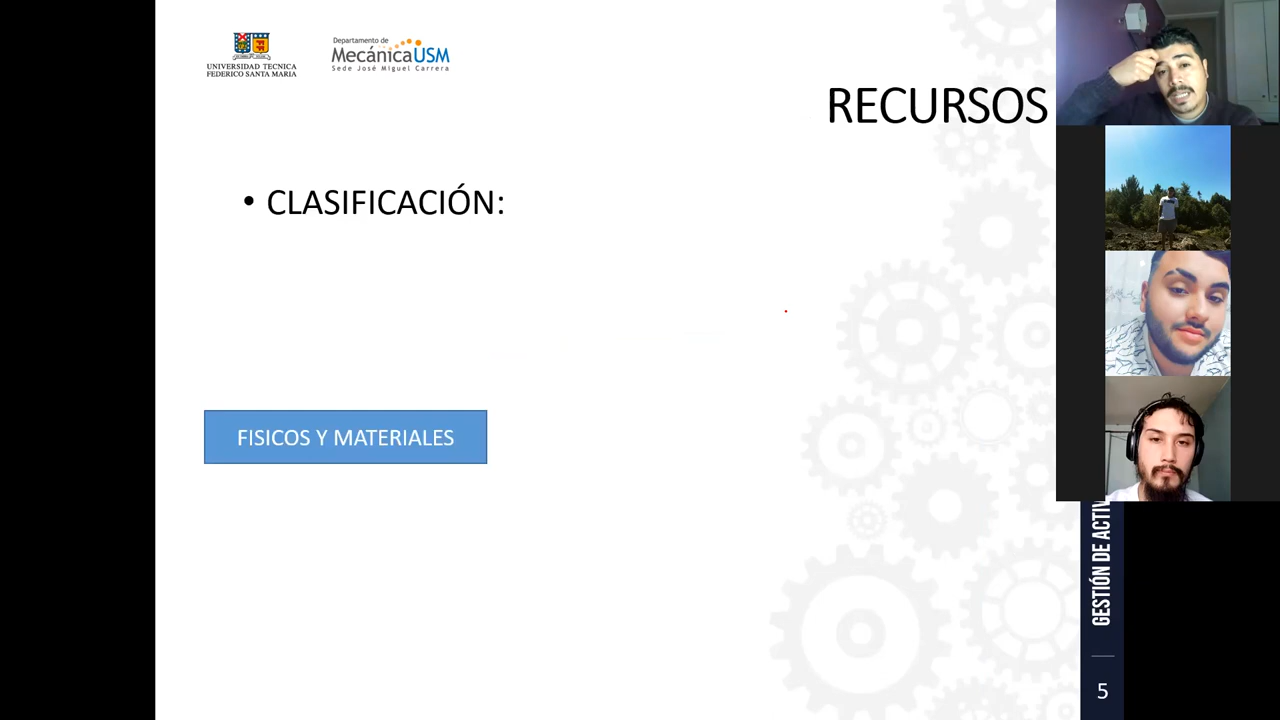 UNIVERSIDAD TECNICA
FEDERICO SANTA MARIA
Departamento de
MecánicaUSM
Sede José Miguel Carrera
RECURSOS
• CLASIFICACIÓN:
FISICOS Y MATERIALES
GESTIÓN DE ACTIV
5